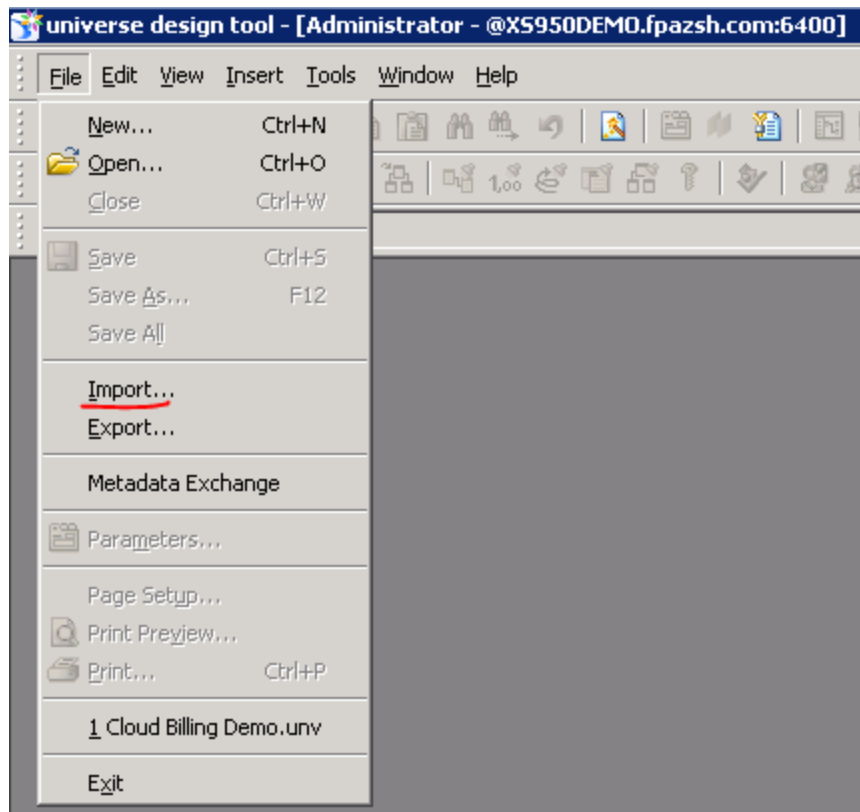 universe design tool - [Administrator - @XS950DEMO.fpazsh.com:6400]
File Edit View Insert Tools Window Help
New... Ctrl+N
Open... Ctrl+O
Close Ctrl+W
Save Ctrl+S
Save As... F12
Save All
Import...
Export...
Metadata Exchange
Parameters...
Page Setup...
Print Preview...
Print... Ctrl+P
1 Cloud Billing Demo.unv
Exit
1,00